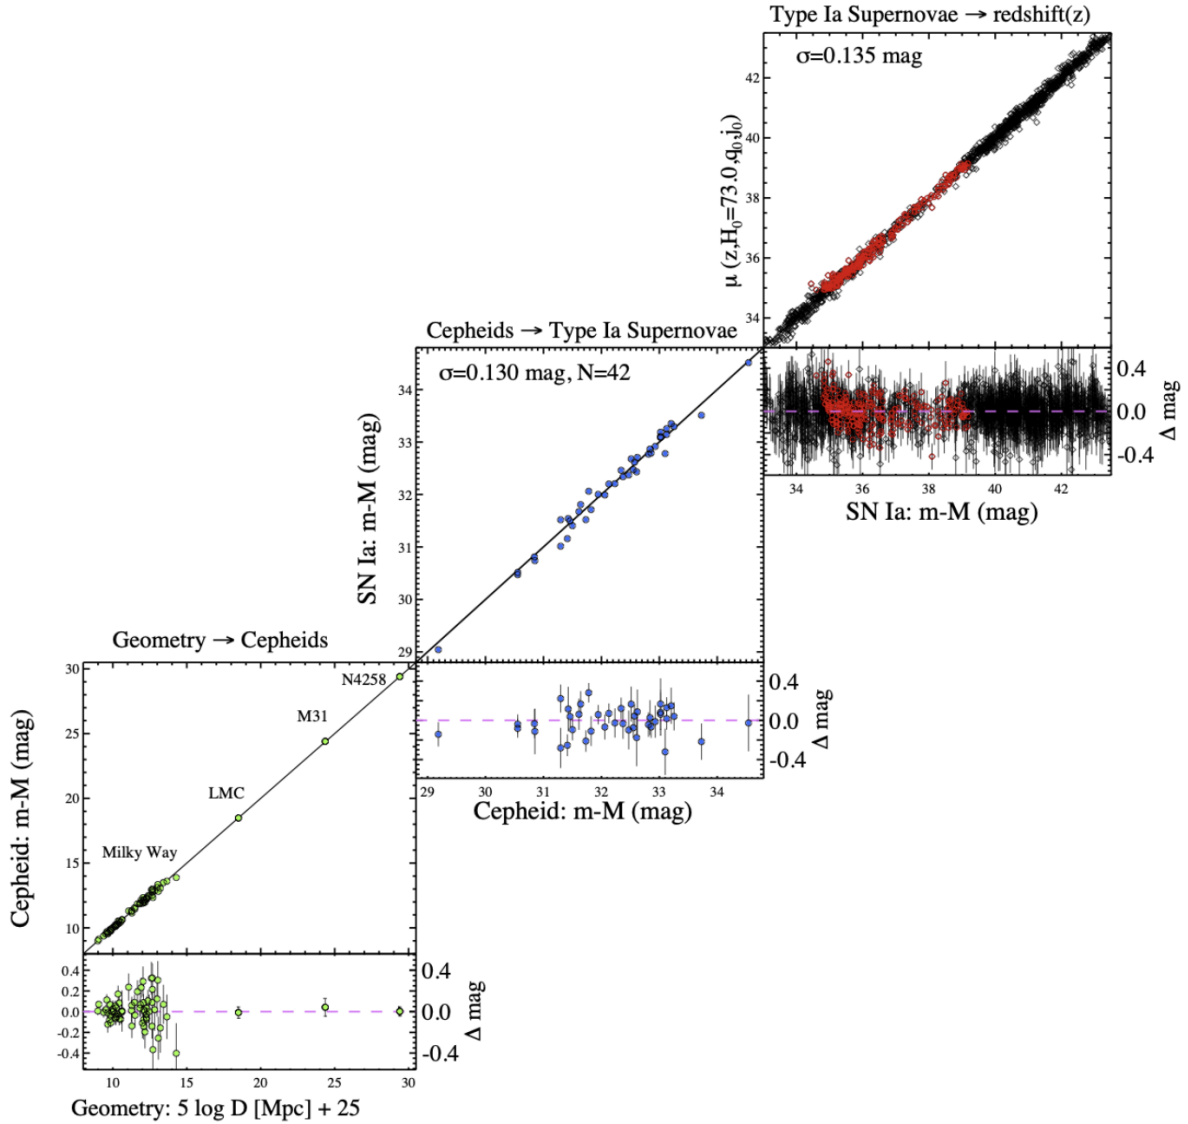 Type Ia Supernovae → redshift(z)
σ=0.135 mag
42
40
38
36
34
μ (z,H₀=73.0,q₀,j₀)
0.4
0.0
-0.4
Δ mag
34 36 38 40 42
SN Ia: m-M (mag)
Cepheids → Type Ia Supernovae
σ=0.130 mag, N=42
34
33
32
31
30
29
SN Ia: m-M (mag)
0.4
0.0
-0.4
Δ mag
29 30 31 32 33 34
Cepheid: m-M (mag)
Geometry → Cepheids
30
25
20
15
10
Cepheid: m-M (mag)
N4258
M31
LMC
Milky Way
0.4
0.2
0.0
-0.2
-0.4
0.4
0.0
-0.4
Δ mag
10 15 20 25 30
Geometry: 5 log D [Mpc] + 25